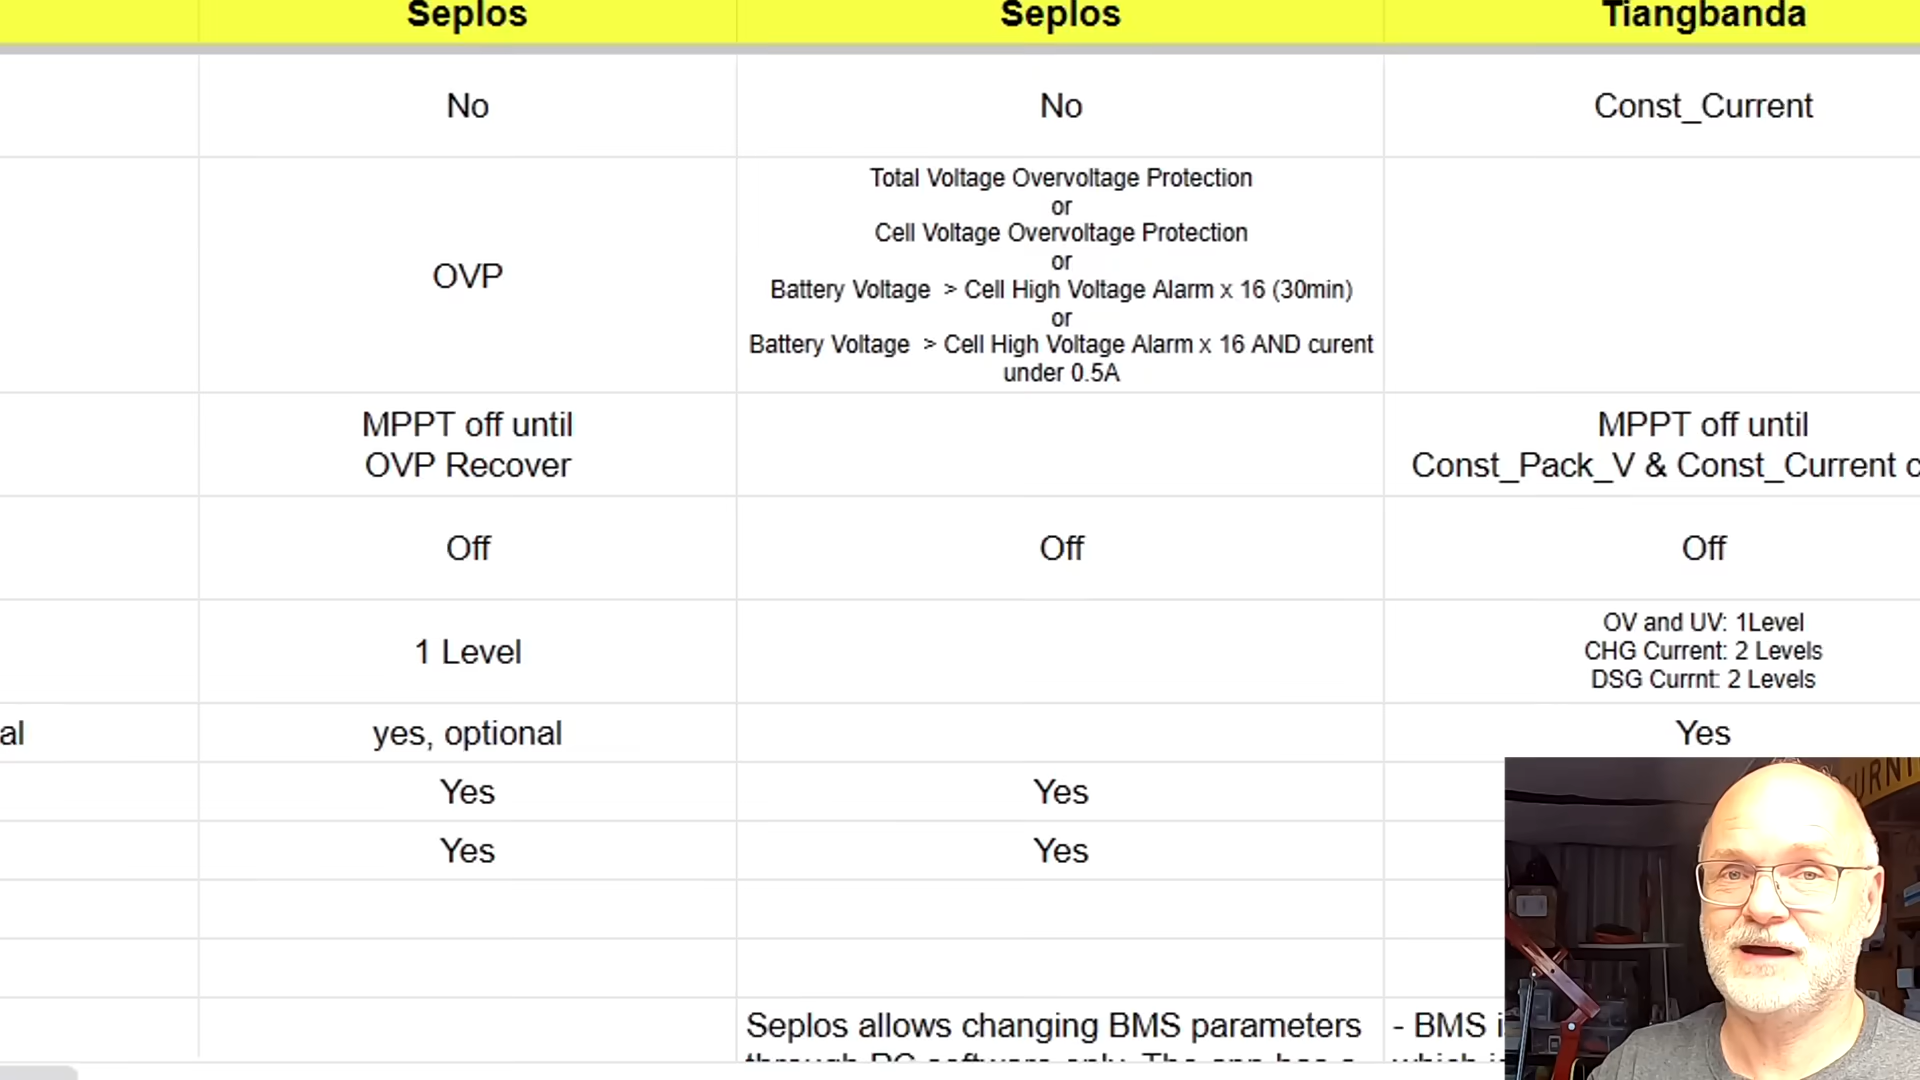 Seplos
Seplos
Tiangbanda
No
No
Const_Current
OVP
Total Voltage Overvoltage Protection
or
Cell Voltage Overvoltage Protection
or
Battery Voltage > Cell High Voltage Alarm x 16 (30min)
or
Battery Voltage > Cell High Voltage Alarm x 16 AND curent
under 0.5A
MPPT off until
OVP Recover
MPPT off until
Const_Pack_V & Const_Current c
Off
Off
Off
1 Level
OV and UV: 1Level
CHG Current: 2 Levels
DSG Currnt: 2 Levels
al
yes, optional
Yes
Yes
Yes
Yes
Yes
Seplos allows changing BMS parameters
- BMS i